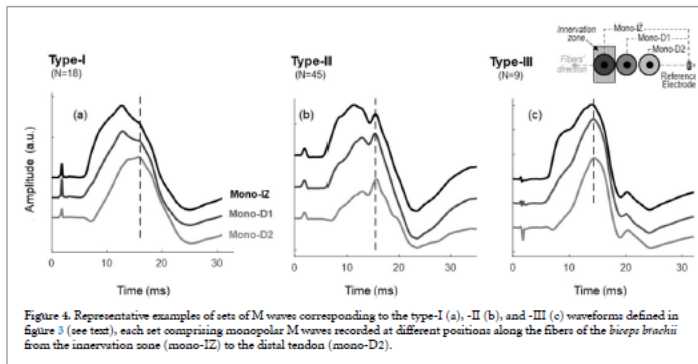 Type-I
(N=18)
Type-II
(N=45)
Type-III
(N=9)
Innervation
zone
Mono-IZ
Mono-D1
Mono-D2
Fibers'
direction
Reference
Electrode
(a)
(b)
(c)
Amplitude (a.u.)
Mono-IZ
Mono-D1
Mono-D2
0 10 20 30
0 10 20 30
0 10 20 30
Time (ms)
Time (ms)
Time (ms)
Figure 4. Representative examples of sets of M waves corresponding to the type-I (a), -II (b), and -III (c) waveforms defined in
figure 3 (see text), each set comprising monopolar M waves recorded at different positions along the fibers of the biceps brachii
from the innervation zone (mono-IZ) to the distal tendon (mono-D2).